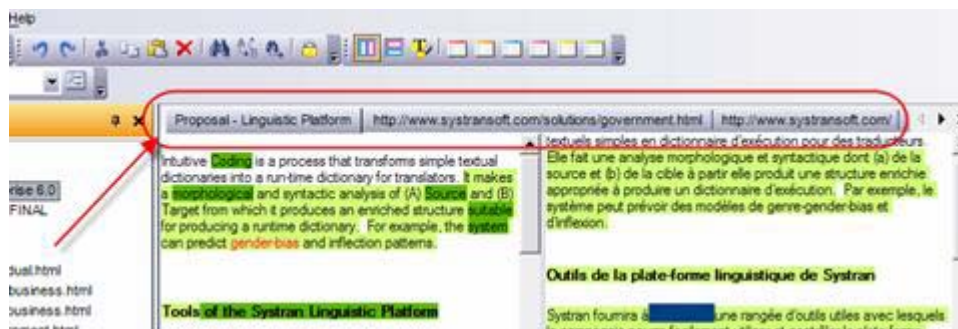 Help
Proposal - Linguistic Platform
http://www.systransoft.com/solutions/government.html
http://www.systransoft.com/
rise 6.0
FINAL
dual.html
business.html
business.html
Intuitive Coding is a process that transforms simple textual
dictionaries into a run-time dictionary for translators. It makes
a morphological and syntactic analysis of (A) Source and (B)
Target from which it produces an enriched structure suitable
for producing a runtime dictionary. For example, the system
can predict gender-bias and inflection patterns.
Tools of the Systran Linguistic Platform
textuels simples en dictionnaire d'exécution pour des traducteurs.
Elle fait une analyse morphologique et syntactique dont (a) de la
source et (b) de la cible à partir elle produit une structure enrichie
appropriée à produire un dictionnaire d'exécution. Par exemple, le
système peut prévoir des modèles de genre-gender-bias et
d'inflexion.
Outils de la plate-forme linguistique de Systran
Systran fournira à une rangée d'outils utiles avec lesquels